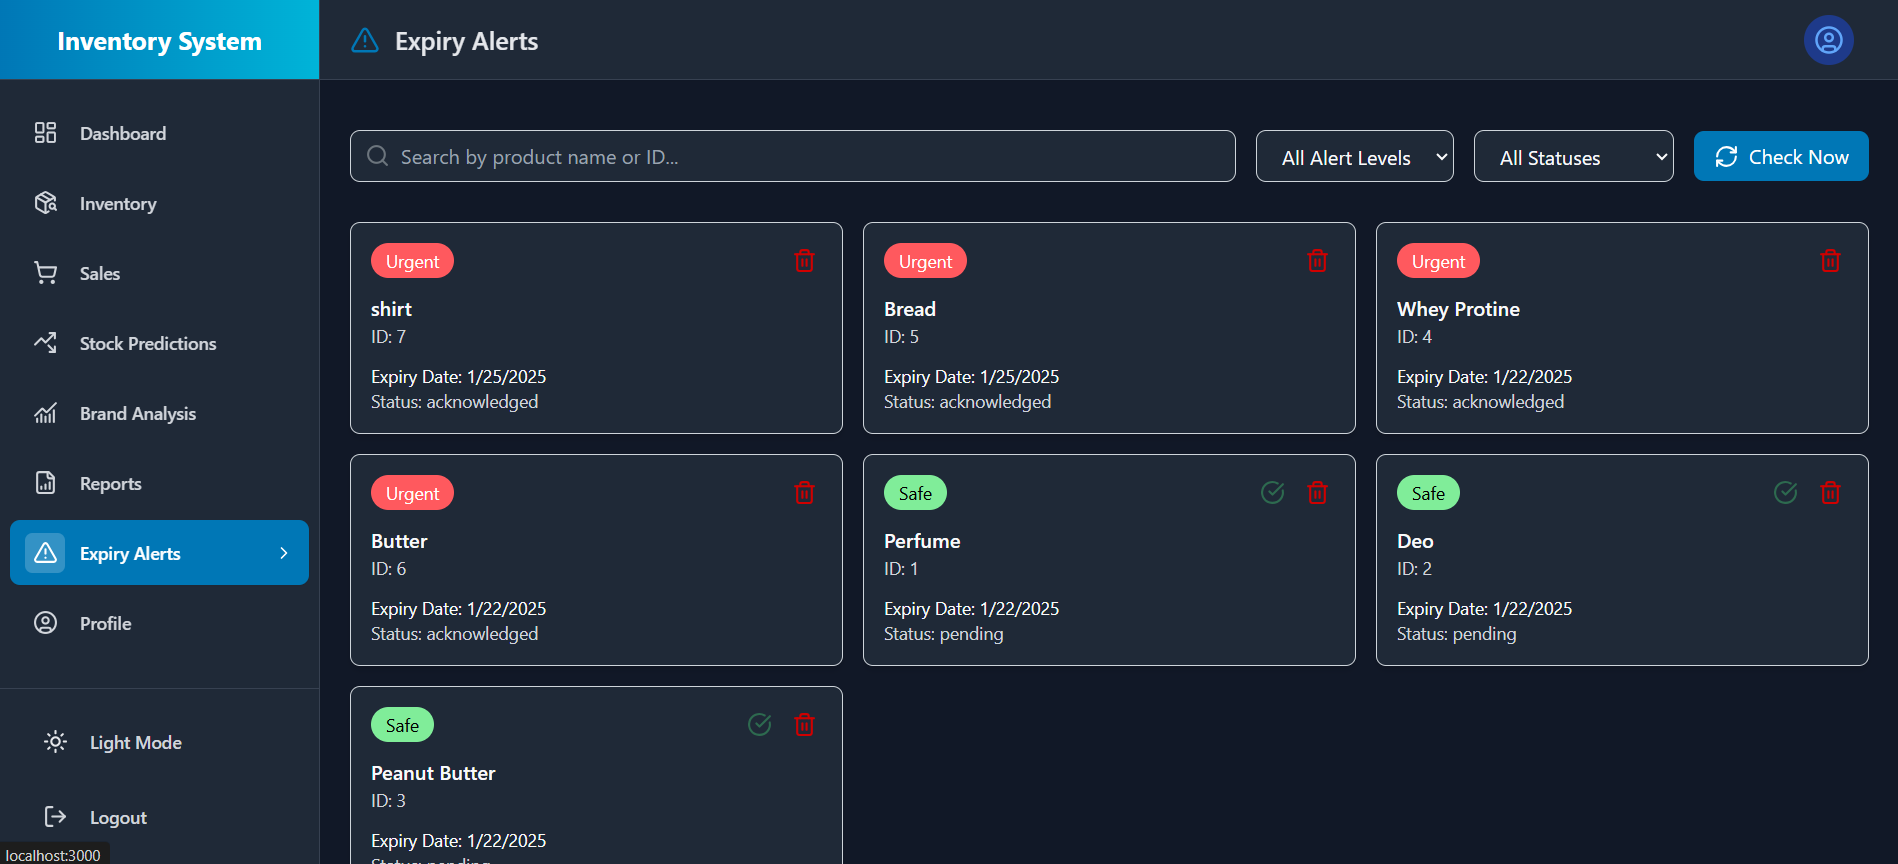 Inventory System
Expiry Alerts
Dashboard
Inventory
Sales
Stock Predictions
Brand Analysis
Reports
Expiry Alerts
Profile
Light Mode
Logout
localhost:3000
Search by product name or ID...
All Alert Levels
All Statuses
Check Now
Urgent
shirt
ID: 7
Expiry Date: 1/25/2025
Status: acknowledged
Urgent
Bread
ID: 5
Expiry Date: 1/25/2025
Status: acknowledged
Urgent
Whey Protine
ID: 4
Expiry Date: 1/22/2025
Status: acknowledged
Urgent
Butter
ID: 6
Expiry Date: 1/22/2025
Status: acknowledged
Safe
Perfume
ID: 1
Expiry Date: 1/22/2025
Status: pending
Safe
Deo
ID: 2
Expiry Date: 1/22/2025
Status: pending
Safe
Peanut Butter
ID: 3
Expiry Date: 1/22/2025
Status: pending